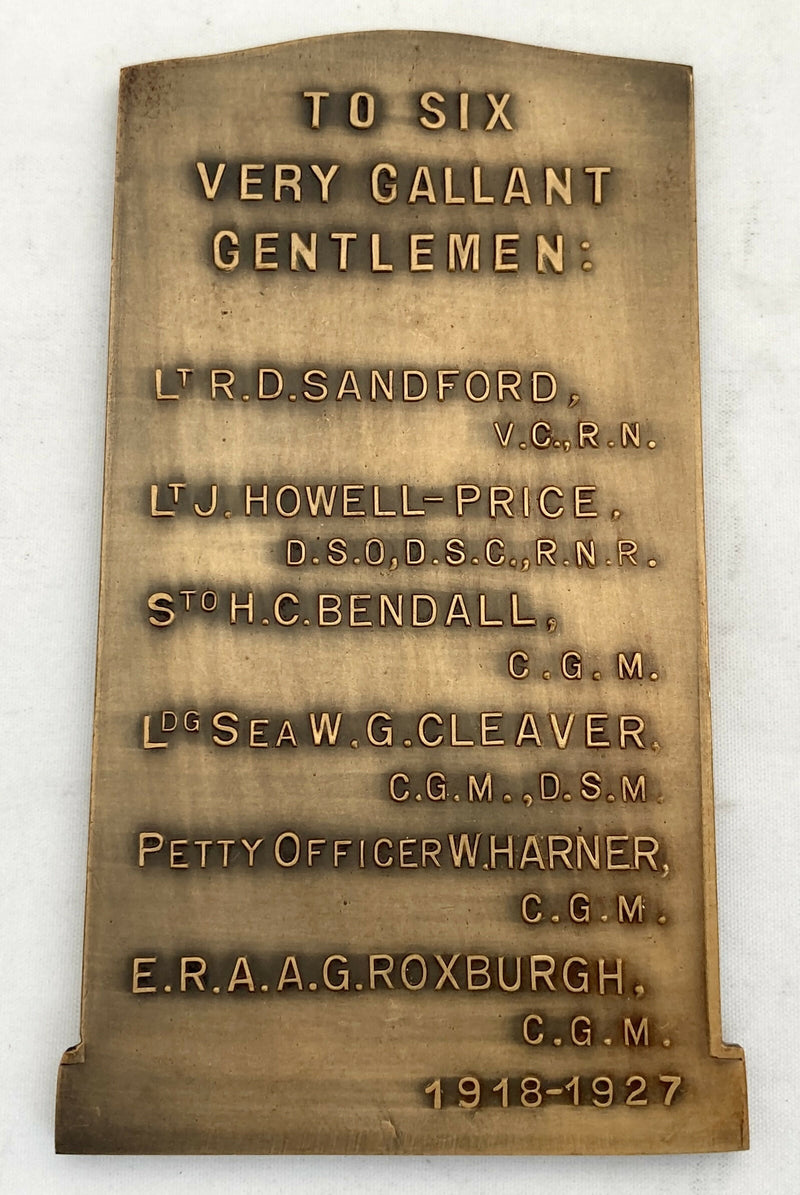 TO SIX
VERY GALLANT
GENTLEMEN:
LT R.D.SANDFORD,
V.C.,R.N.
LT J. HOWELL-PRICE,
D.S.O,D.S.C.,R.N.R.
STO H.C.BENDALL,
C.G.M.
LDG SEA W.G.CLEAVER,
C.G.M.,D.S.M.
PETTY OFFICER W.HARNER,
C.G.M.
E.R.A.A.G.ROXBURGH,
C.G.M.
1918-1927